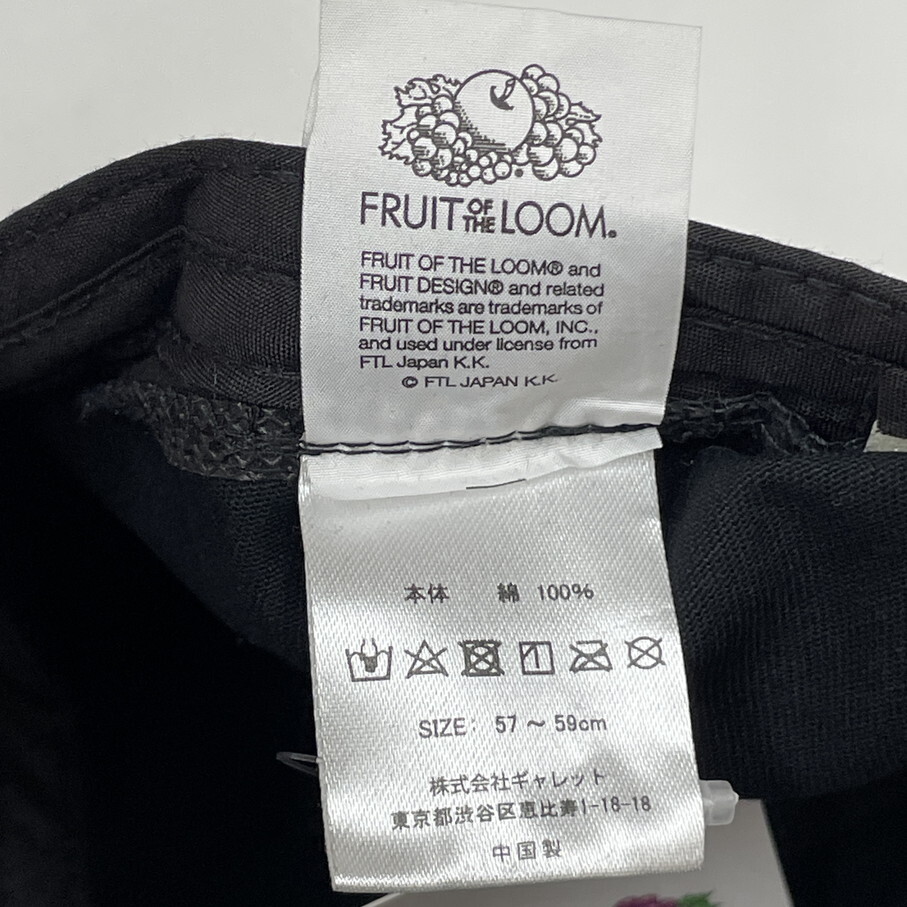 FRUIT OF THE LOOM®
FRUIT OF THE LOOM® and
FRUIT DESIGN® and related
trademarks are trademarks of
FRUIT OF THE LOOM, INC.,
and used under license from
FTL Japan K.K.
© FTL JAPAN K.K.
本体 綿 100%
SIZE: 57 ～ 59cm
株式会社ギャレット
東京都渋谷区恵比寿1-18-18
中国製